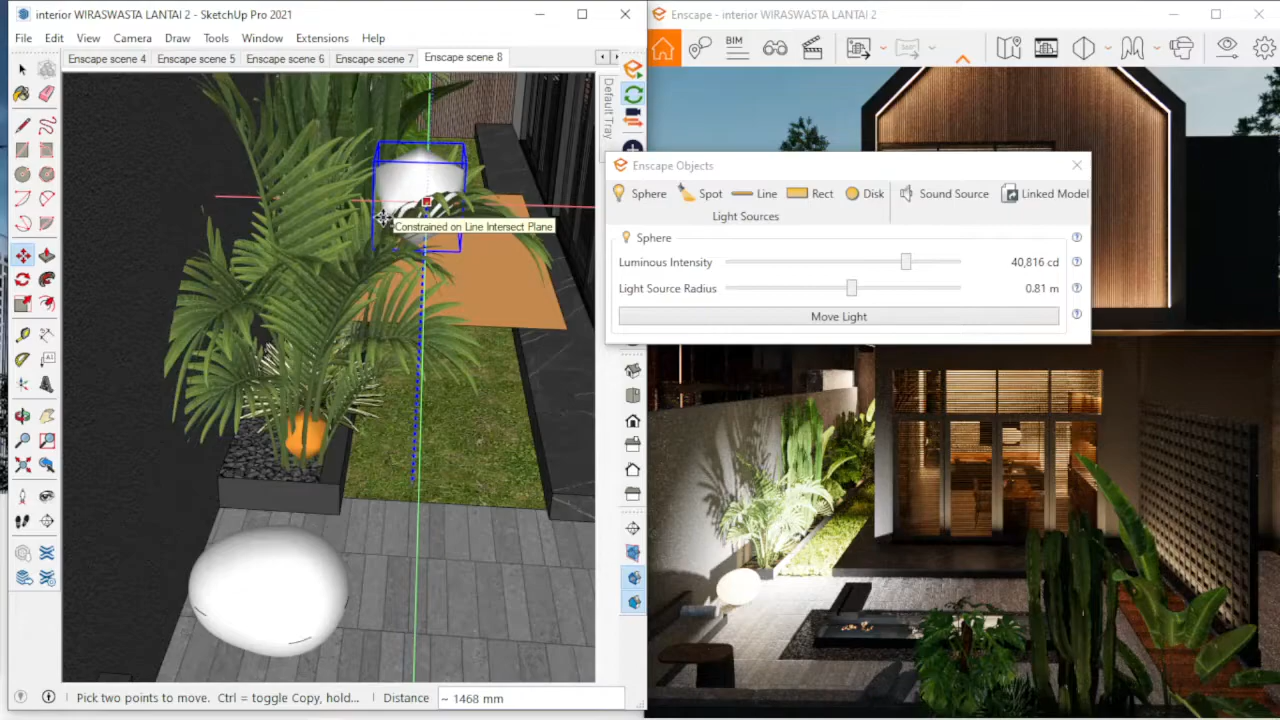 interior WIRASWASTA LANTAI 2 - SketchUp Pro 2021
Enscape - interior WIRASWASTA LANTAI 2
File Edit View Camera Draw Tools Window Extensions Help
BIM
360°
Enscape scene 4 Enscape scene 5 Enscape scene 6 Enscape scene 7 Enscape scene 8
Default Tray
A1
Constrained on Line Intersect Plane
Enscape Objects
Sphere Spot Line Rect Disk Sound Source Linked Model
Light Sources
Sphere
Luminous Intensity 40,816 cd
Light Source Radius 0.81 m
Move Light
Pick two points to move. Ctrl = toggle Copy, hold... Distance ~ 1468 mm